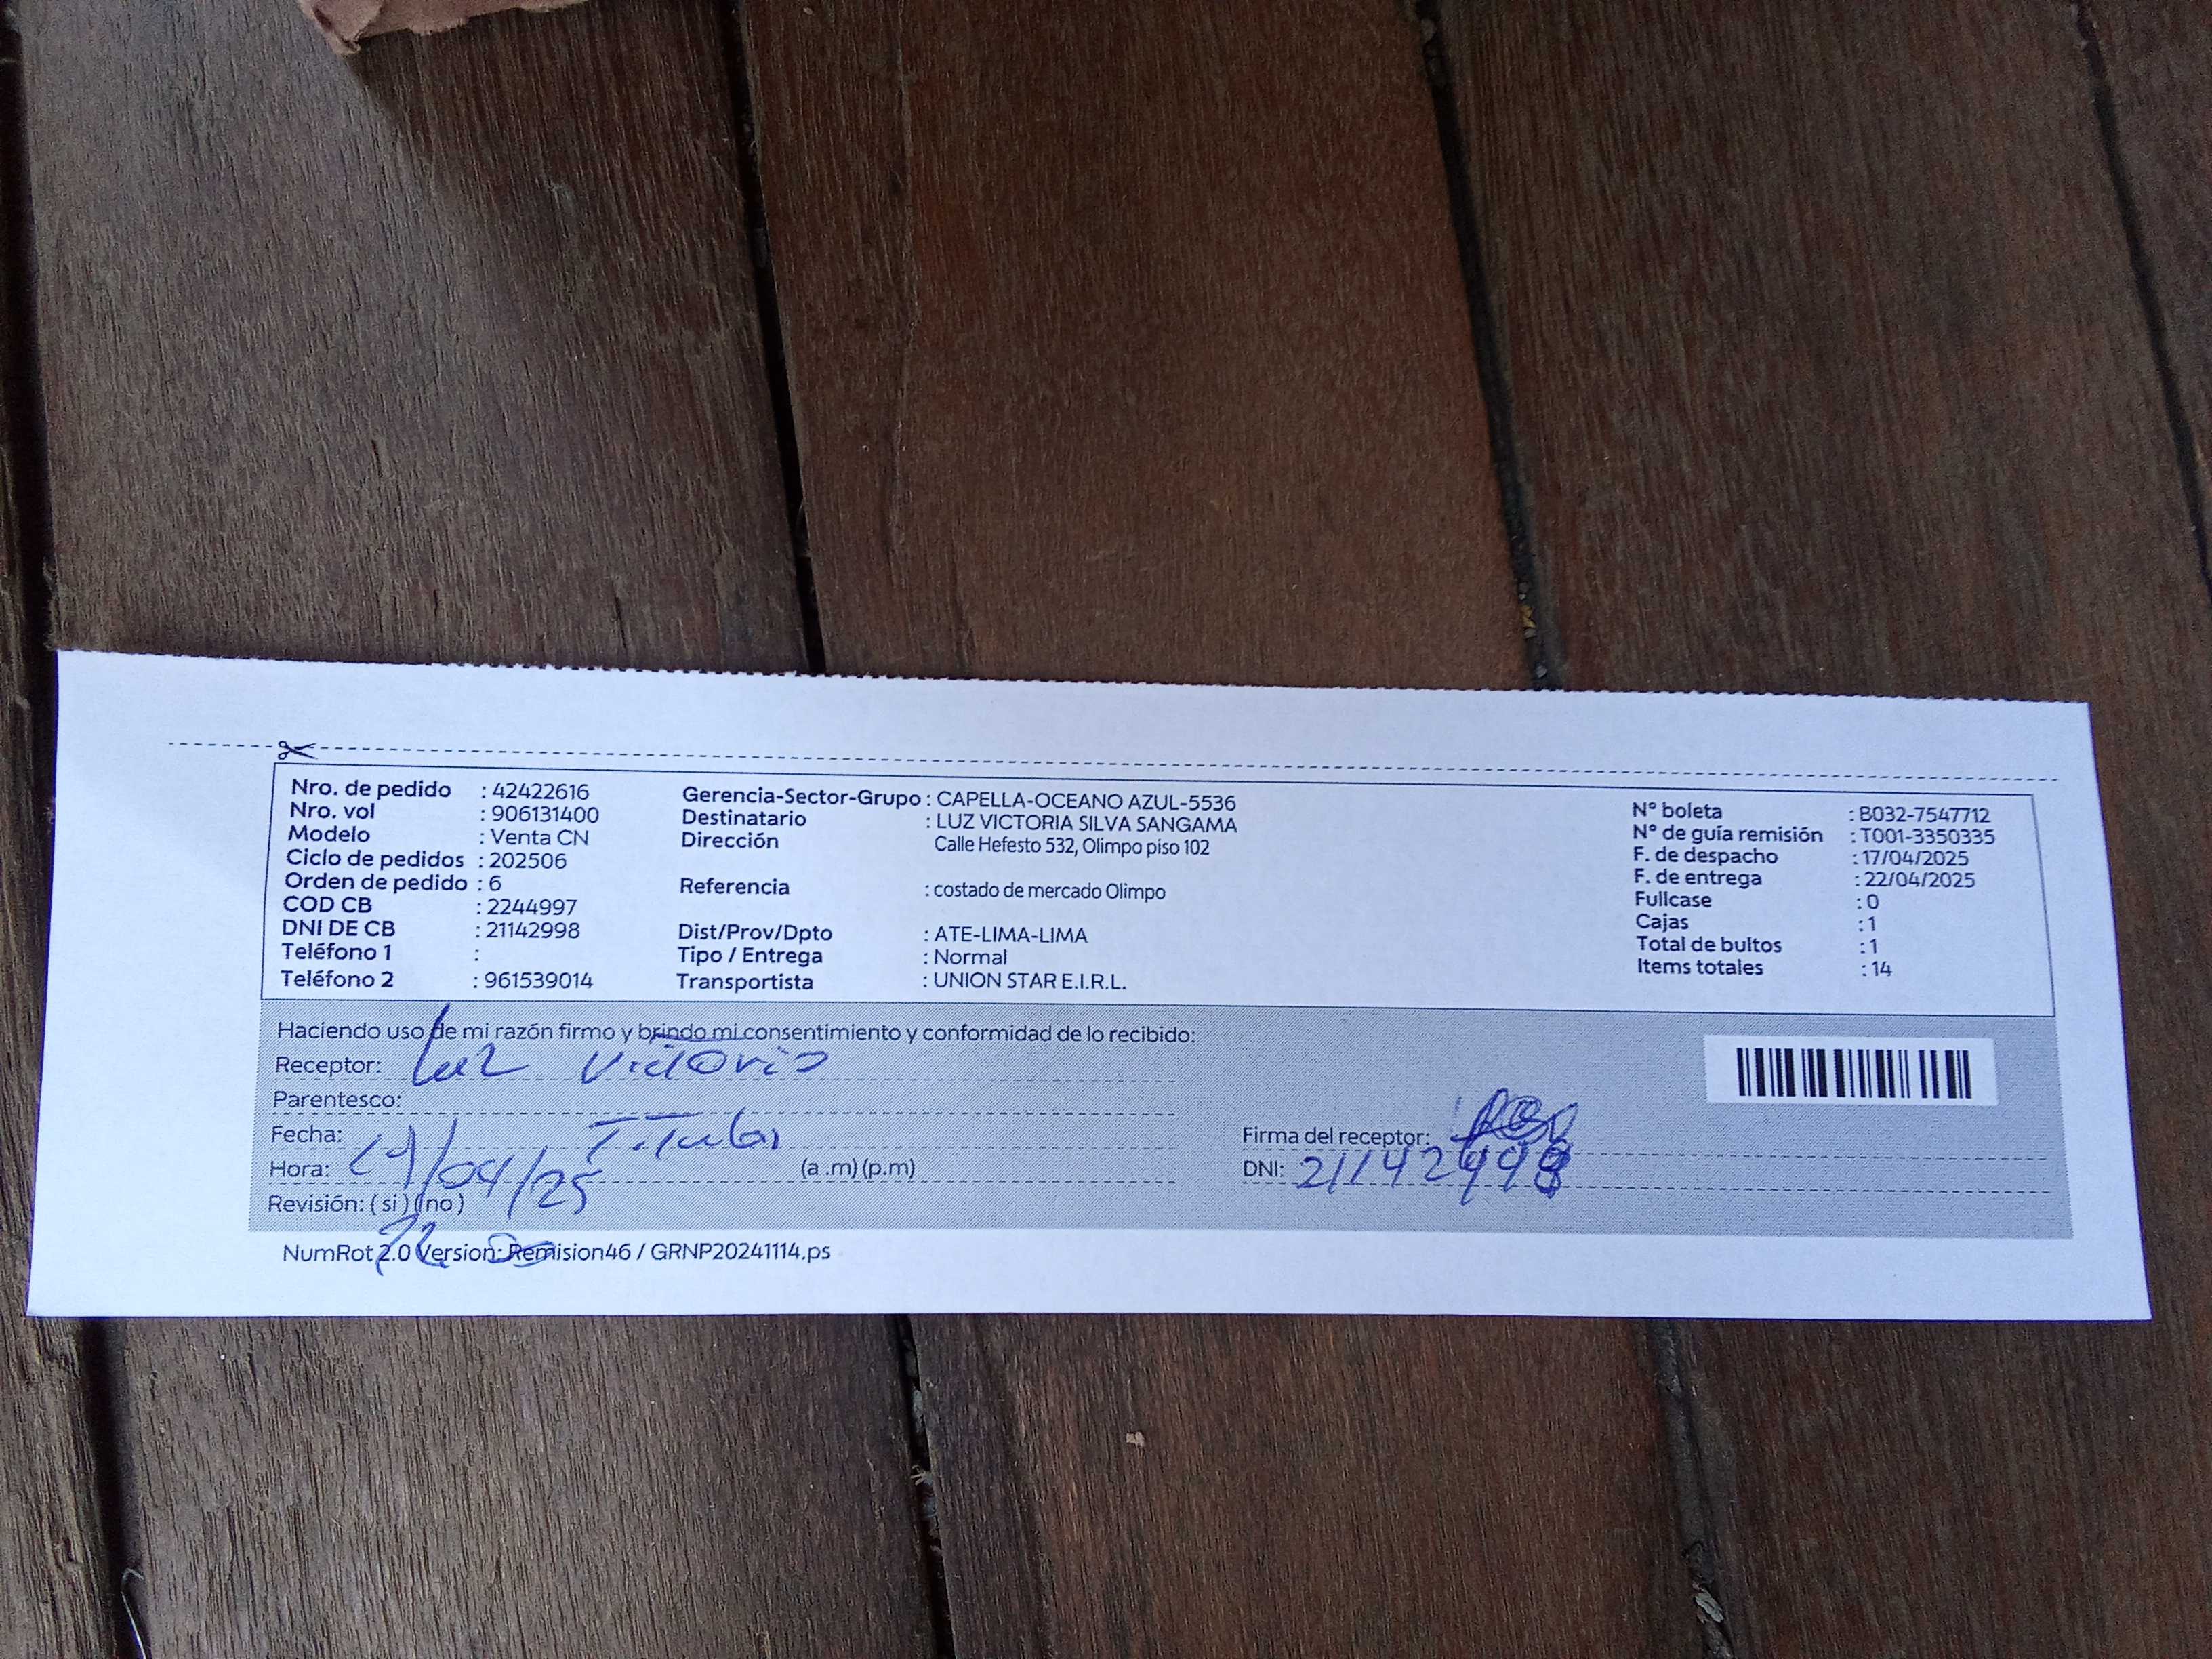 Nro. de pedido : 42422616
Nro. vol : 906131400
Modelo : Venta CN
Ciclo de pedidos : 202506
Orden de pedido : 6
COD CB : 2244997
DNI DE CB : 21142998
Teléfono 1 :
Teléfono 2 : 961539014
Gerencia-Sector-Grupo : CAPELLA-OCEANO AZUL-5536
Destinatario : LUZ VICTORIA SILVA SANGAMA
Dirección Calle Hefesto 532, Olimpo piso 102
Referencia : costado de mercado Olimpo
Dist/Prov/Dpto : ATE-LIMA-LIMA
Tipo / Entrega : Normal
Transportista : UNION STAR E.I.R.L.
N° boleta : B032-7547712
N° de guía remisión : T001-3350335
F. de despacho : 17/04/2025
F. de entrega : 22/04/2025
Fullcase : 0
Cajas : 1
Total de bultos : 1
Items totales : 14
Haciendo uso de mi razón firmo y brindo mi consentimiento y conformidad de lo recibido:
Receptor: Luz Victoria
Parentesco:
Titular
Fecha:
Hora: (a .m) (p.m)
Revisión: ( si ) (no )
Firma del receptor:
DNI: 21142998
NumRot 2.0 Version: Remision46 / GRNP20241114.ps